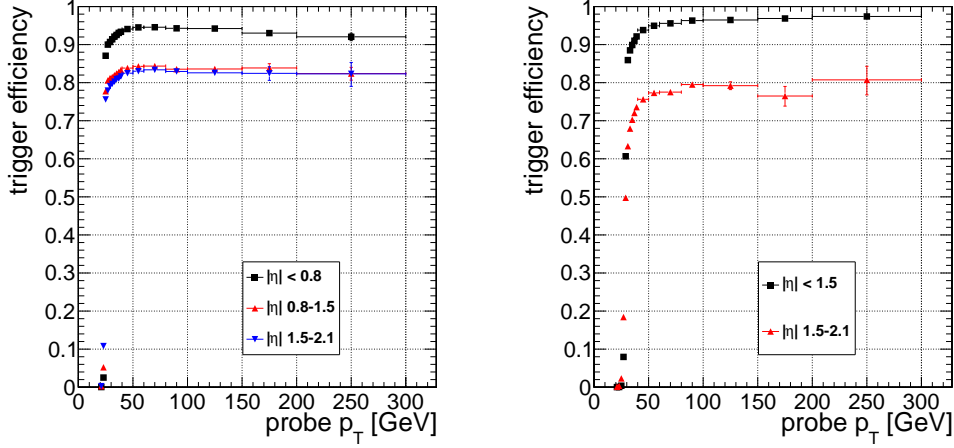 trigger efficiency
1
0.9
0.8
0.7
0.6
0.5
0.4
0.3
0.2
0.1
0
|η| < 0.8
|η| 0.8-1.5
|η| 1.5-2.1
0 50 100 150 200 250 300
probe p_T [GeV]
trigger efficiency
1
0.9
0.8
0.7
0.6
0.5
0.4
0.3
0.2
0.1
0
|η| < 1.5
|η| 1.5-2.1
0 50 100 150 200 250 300
probe p_T [GeV]